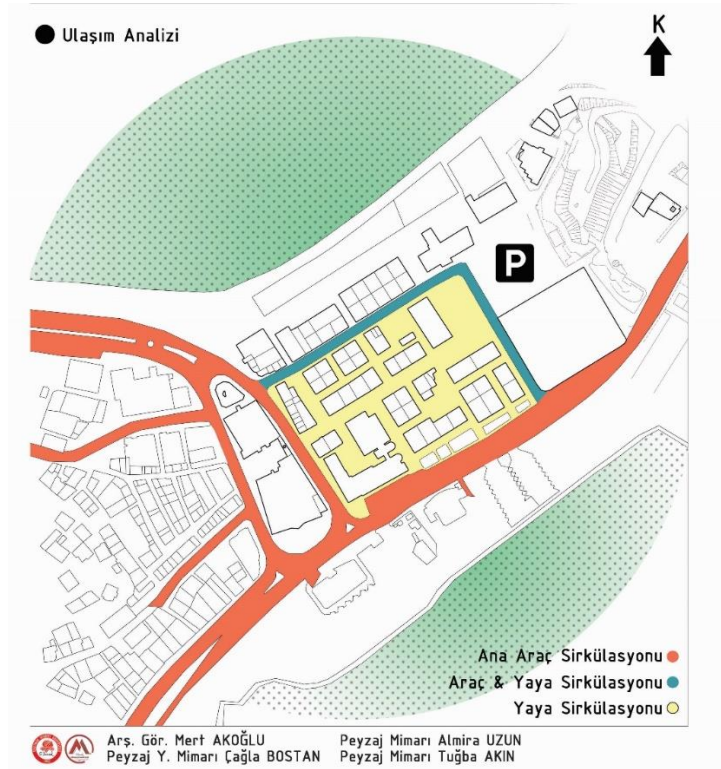 Ulaşım Analizi
K
P
Ana Araç Sirkülasyonu
Araç & Yaya Sirkülasyonu
Yaya Sirkülasyonu
Arş. Gör. Mert AKOĞLU
Peyzaj Y. Mimarı Çağla BOSTAN
Peyzaj Mimarı Almira UZUN
Peyzaj Mimarı Tuğba AKIN